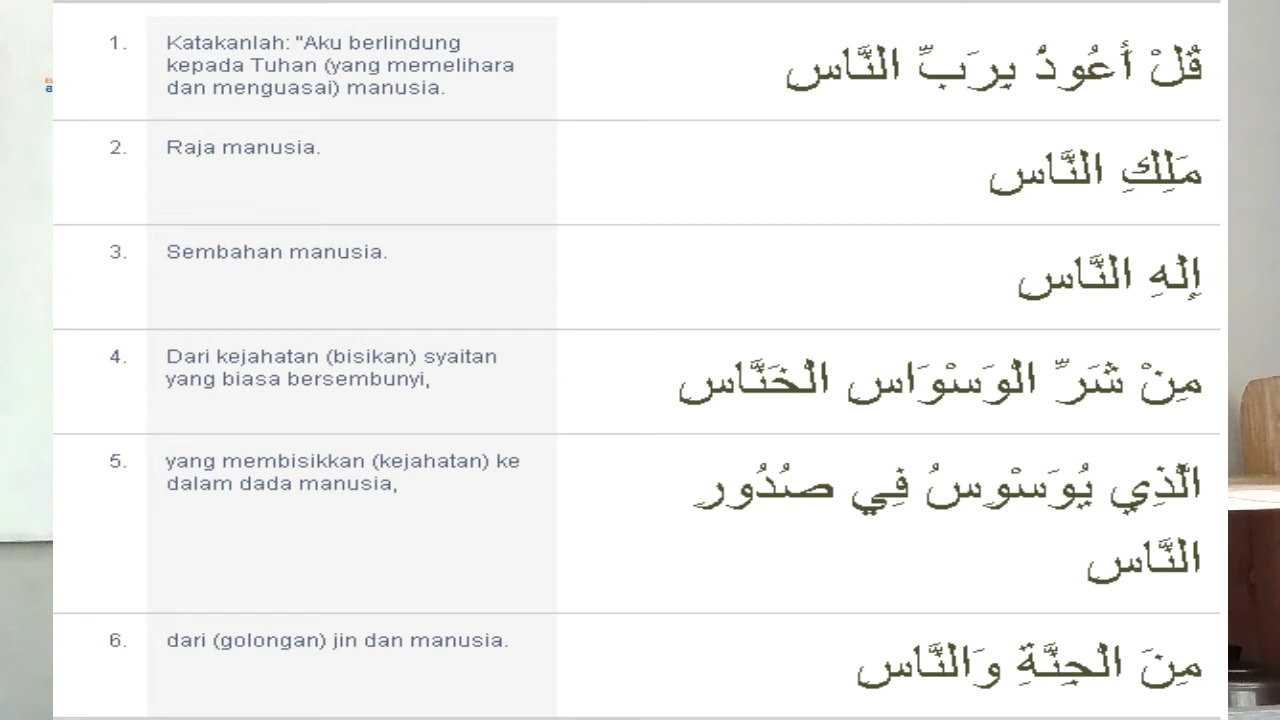 1.
Katakanlah: "Aku berlindung
kepada Tuhan (yang memelihara
dan menguasai) manusia.
قُلْ أَعُوذُ بِرَبِّ النَّاسِ
2.
Raja manusia.
مَلِكِ النَّاسِ
3.
Sembahan manusia.
إِلَهِ النَّاسِ
4.
Dari kejahatan (bisikan) syaitan
yang biasa bersembunyi,
مِنْ شَرِّ الْوَسْوَاسِ الْخَنَّاسِ
5.
yang membisikkan (kejahatan) ke
dalam dada manusia,
الَّذِي يُوَسْوِسُ فِي صُدُورِ
النَّاسِ
6.
dari (golongan) jin dan manusia.
مِنَ الْجِنَّةِ وَالنَّاسِ